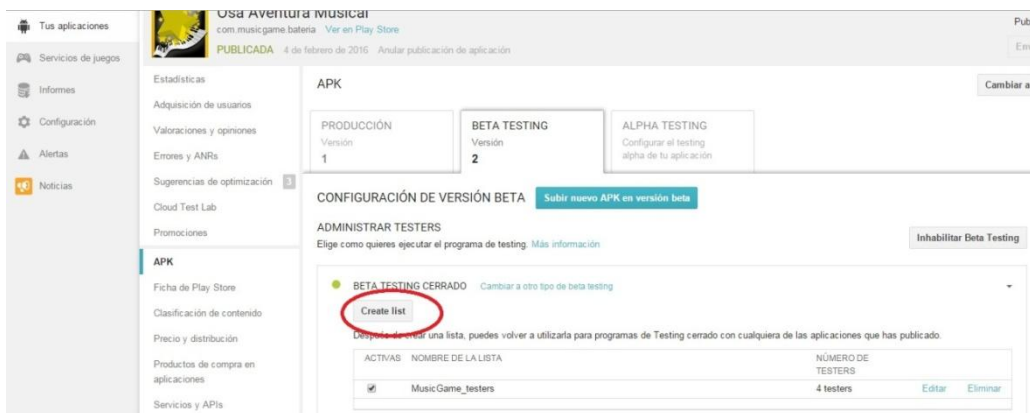 Tus aplicaciones
Servicios de juegos
Informes
Configuración
Alertas
Noticias
Osa Aventura Musical
com.musicgame.bateria Ver en Play Store
PUBLICADA 4 de febrero de 2016 Anular publicación de aplicación
Pub
Estadísticas
Adquisición de usuarios
Valoraciones y opiniones
Errores y ANRs
Sugerencias de optimización 3
Cloud Test Lab
Promociones
APK
Ficha de Play Store
Clasificación de contenido
Precio y distribución
Productos de compra en
aplicaciones
Servicios y APIs
APK
Cambiar a
PRODUCCIÓN
Versión
1
BETA TESTING
Versión
2
ALPHA TESTING
Configurar el testing
alpha de tu aplicación
CONFIGURACIÓN DE VERSIÓN BETA Subir nuevo APK en versión beta
ADMINISTRAR TESTERS
Elige como quieres ejecutar el programa de testing. Más información
Inhabilitar Beta Testing
BETA TESTING CERRADO Cambiar a otro tipo de beta testing
Create list
Después de crear una lista, puedes volver a utilizarla para programas de Testing cerrado con cualquiera de las aplicaciones que has publicado.
ACTIVAS NOMBRE DE LA LISTA NÚMERO DE
TESTERS
MusicGame_testers 4 testers Editar Eliminar